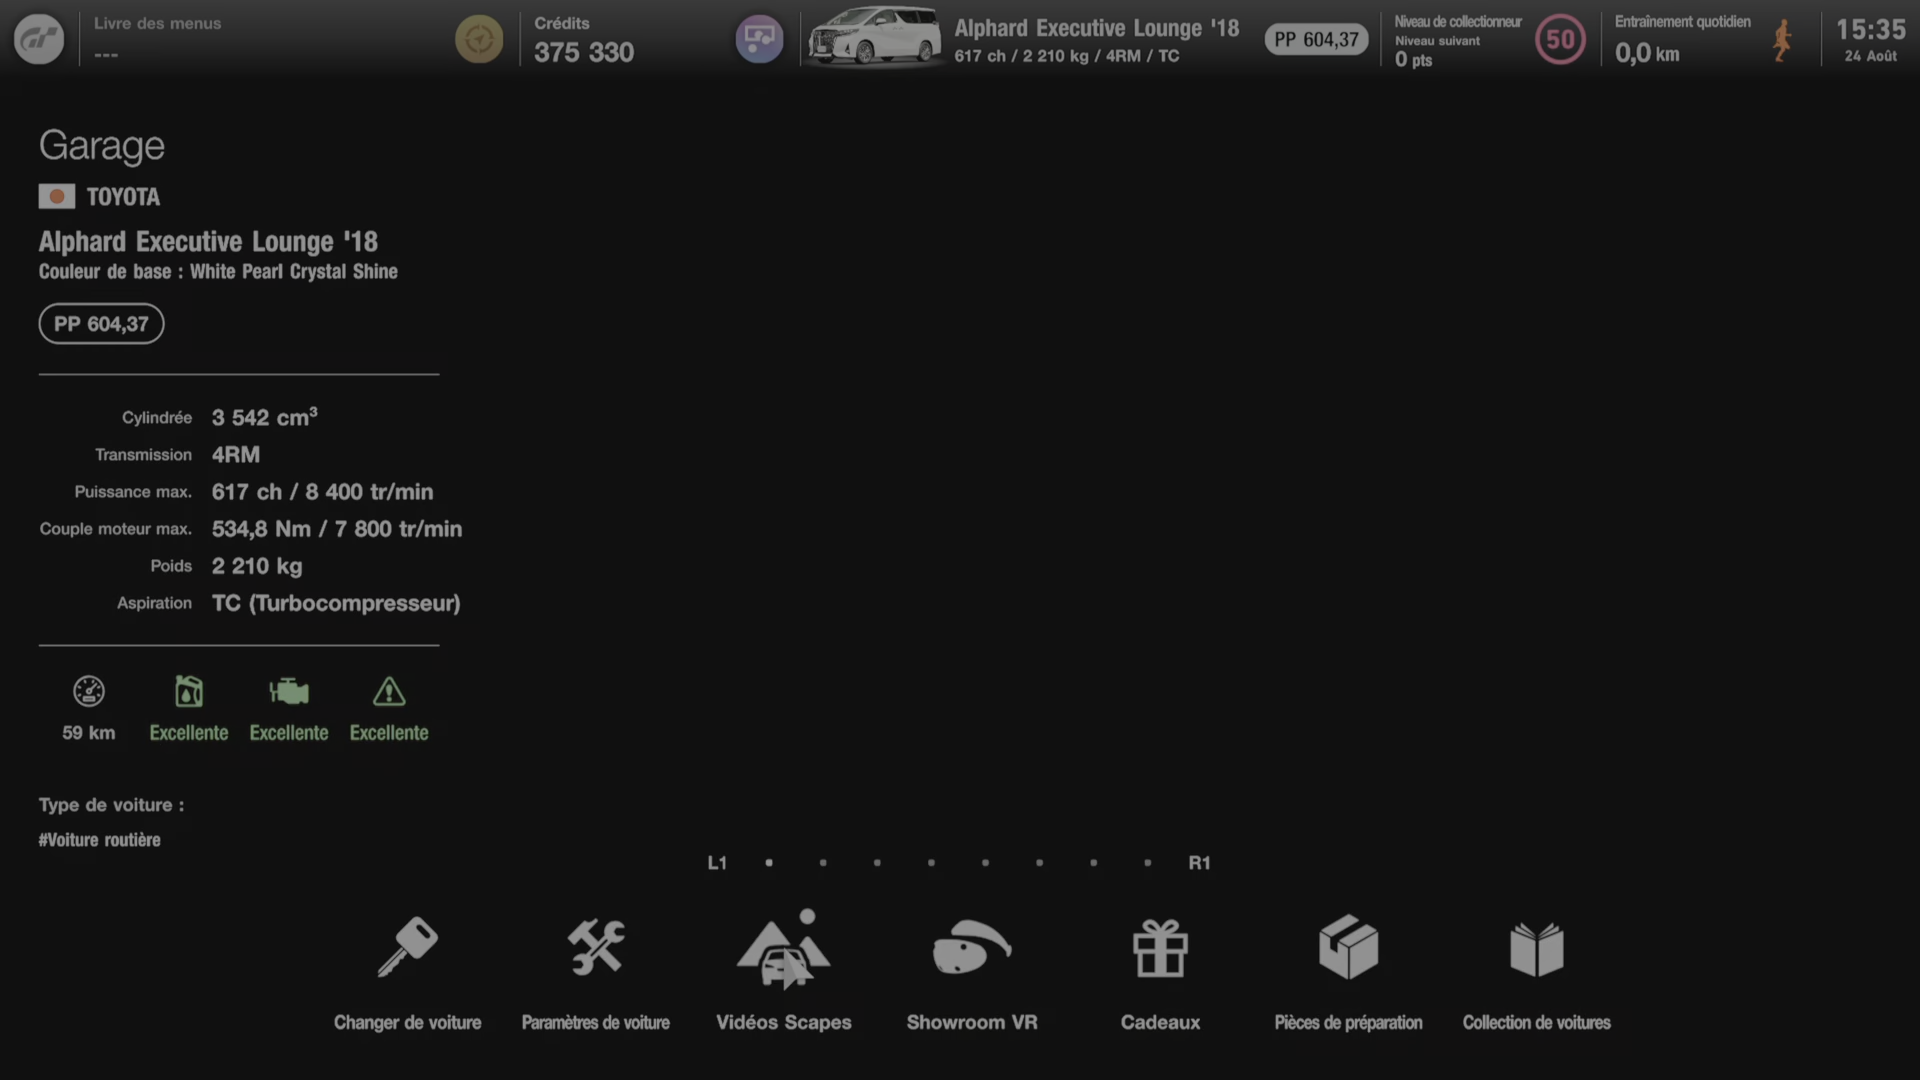 Livre des menus
---
Crédits
375 330
Alphard Executive Lounge '18
617 ch / 2 210 kg / 4RM / TC
PP 604,37
Niveau de collectionneur
Niveau suivant
0 pts
50
Entraînement quotidien
0,0 km
15:35
24 Août
Garage
TOYOTA
Alphard Executive Lounge '18
Couleur de base : White Pearl Crystal Shine
PP 604,37
Cylindrée 3 542 cm³
Transmission 4RM
Puissance max. 617 ch / 8 400 tr/min
Couple moteur max. 534,8 Nm / 7 800 tr/min
Poids 2 210 kg
Aspiration TC (Turbocompresseur)
59 km Excellente Excellente Excellente
Type de voiture :
#Voiture routière
L1 R1
Changer de voiture Paramètres de voiture Vidéos Scapes Showroom VR Cadeaux Pièces de préparation Collection de voitures